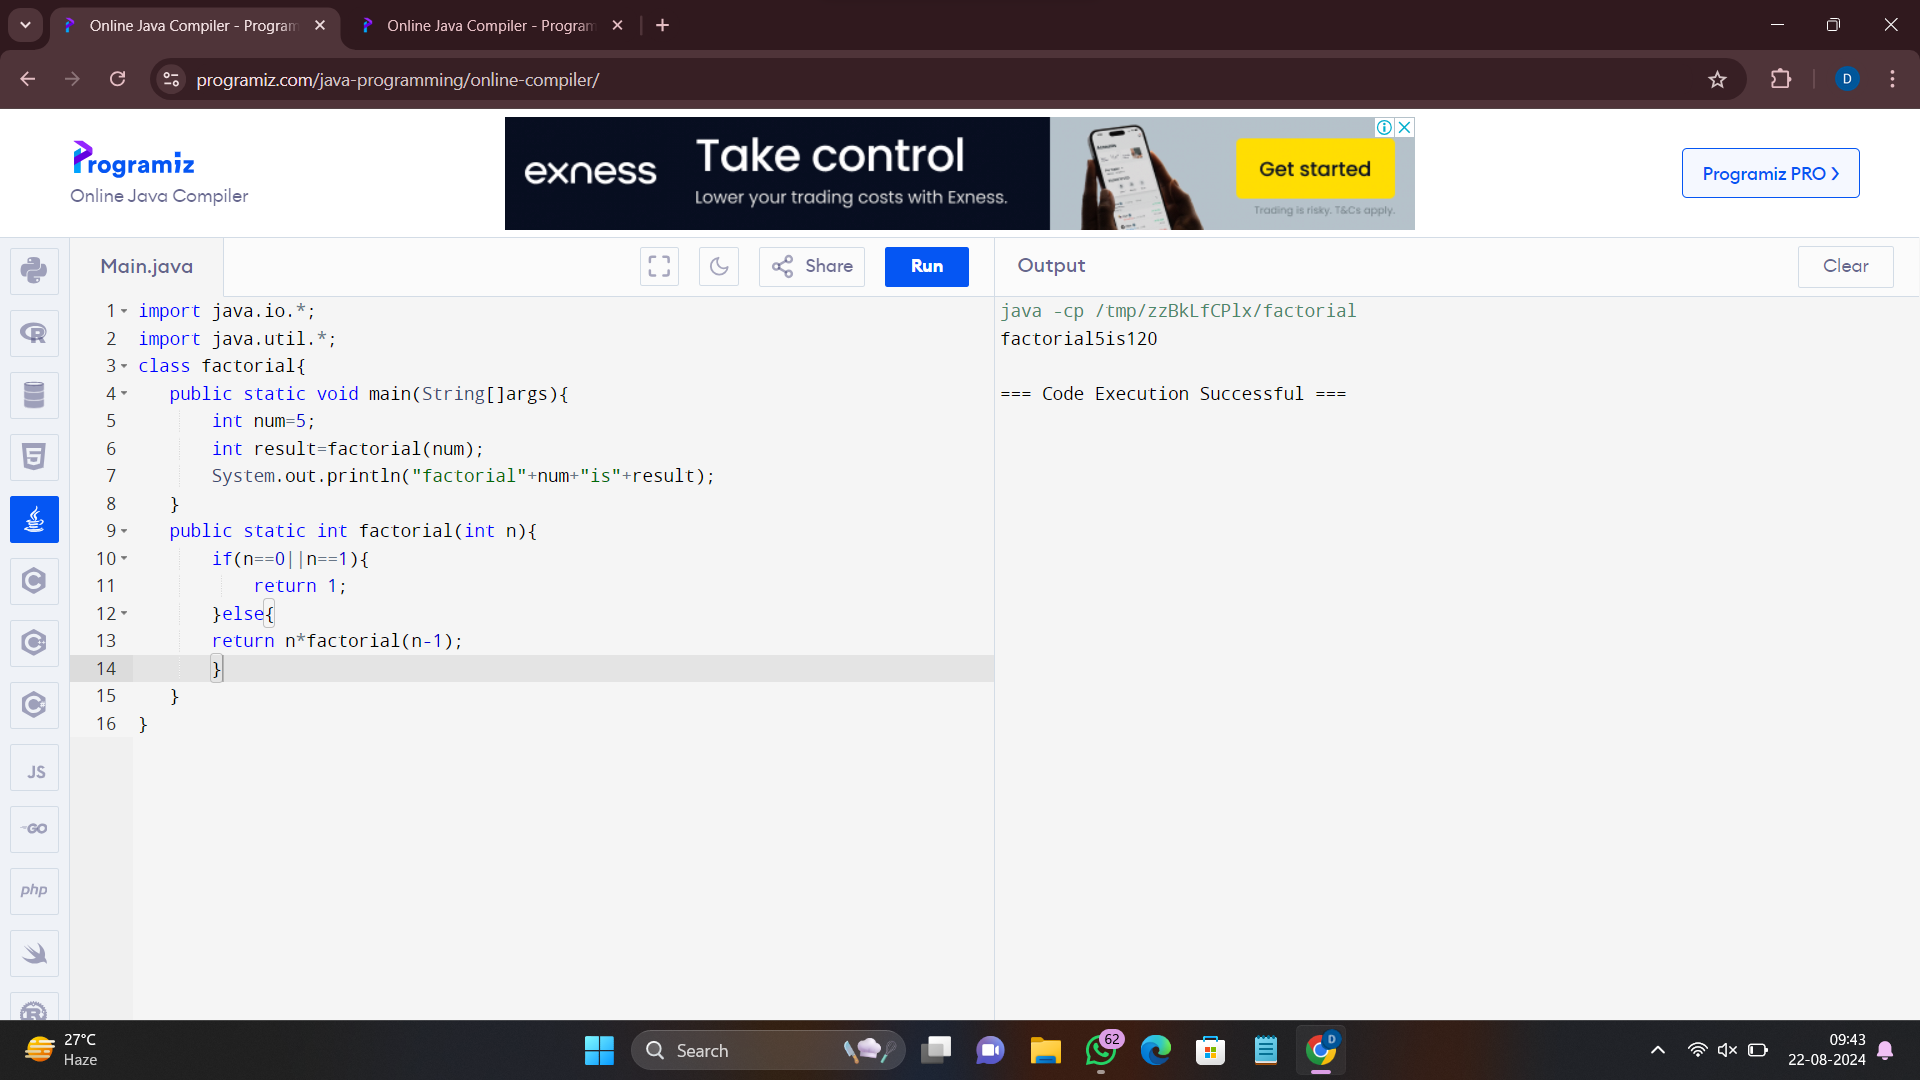 Online Java Compiler - Program
Online Java Compiler - Program
programiz.com/java-programming/online-compiler/
D
Programiz
Online Java Compiler
exness
Take control
Lower your trading costs with Exness.
Get started
Trading is risky. T&Cs apply.
Programiz PRO
Main.java
Share
Run
Output
Clear
1 import java.io.*;
2 import java.util.*;
3 class factorial{
4 public static void main(String[]args){
5 int num=5;
6 int result=factorial(num);
7 System.out.println("factorial"+num+"is"+result);
8 }
9 public static int factorial(int n){
10 if(n==0||n==1){
11 return 1;
12 }else{
13 return n*factorial(n-1);
14 }
15 }
16 }
java -cp /tmp/zzBkLfCPlx/factorial
factorial5is120
=== Code Execution Successful ===
R
5
C
C
C
JS
GO
php
R
27°C
Haze
Search
62
D
09:43
22-08-2024